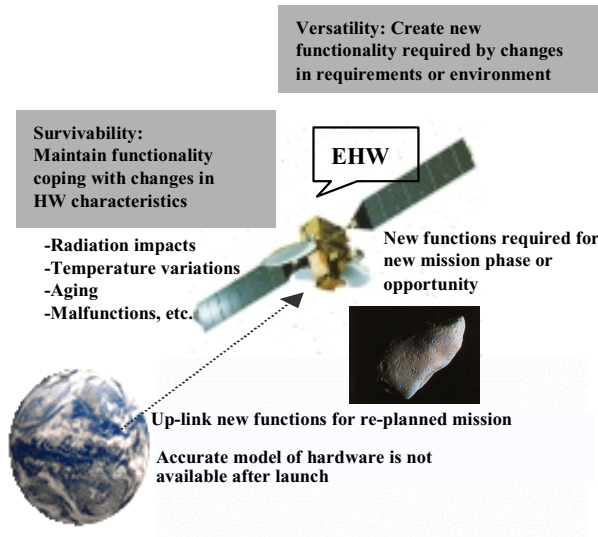 Versatility: Create new
functionality required by changes
in requirements or environment
Survivability:
Maintain functionality
coping with changes in
HW characteristics
EHW
-Radiation impacts
-Temperature variations
-Aging
-Malfunctions, etc.
New functions required for
new mission phase or
opportunity
Up-link new functions for re-planned mission
Accurate model of hardware is not
available after launch